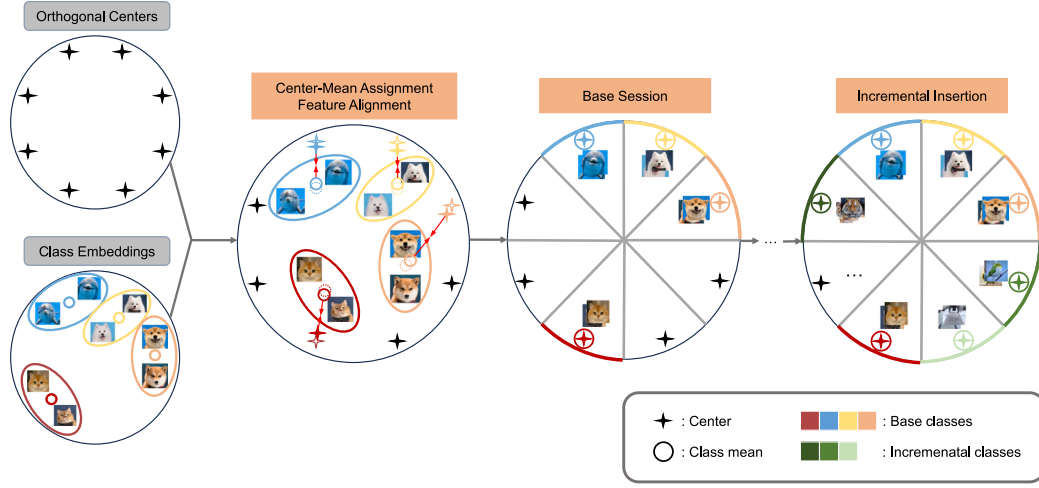 Orthogonal Centers
Class Embeddings
Center-Mean Assignment
Feature Alignment
Base Session
...
Incremental Insertion
...
: Center
: Class mean
: Base classes
: Incremenatal classes